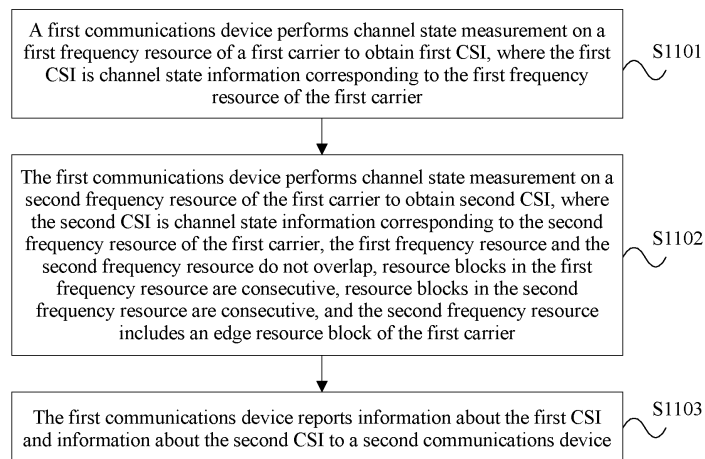 A first communications device performs channel state measurement on a
first frequency resource of a first carrier to obtain first CSI, where the first
CSI is channel state information corresponding to the first frequency
resource of the first carrier
S1101
The first communications device performs channel state measurement on a
second frequency resource of the first carrier to obtain second CSI, where
the second CSI is channel state information corresponding to the second
frequency resource of the first carrier, the first frequency resource and the
second frequency resource do not overlap, resource blocks in the first
frequency resource are consecutive, resource blocks in the second
frequency resource are consecutive, and the second frequency resource
includes an edge resource block of the first carrier
S1102
The first communications device reports information about the first CSI
and information about the second CSI to a second communications device
S1103